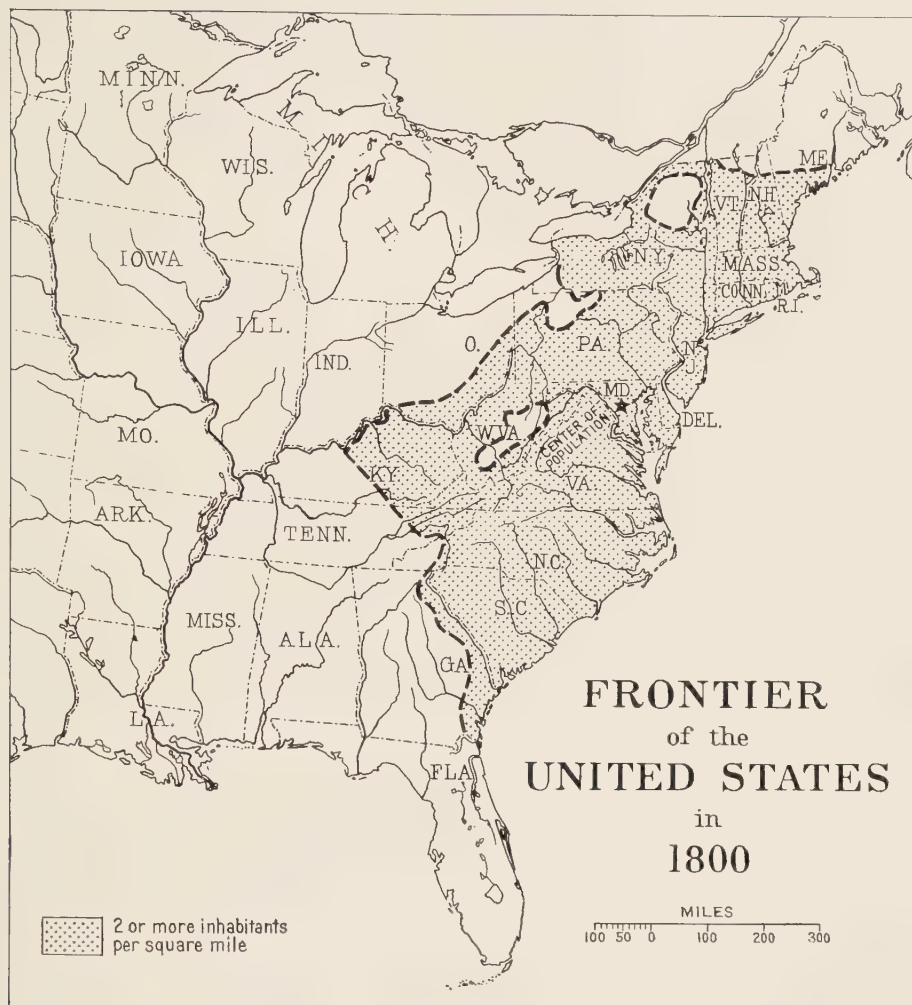 MINN.
WIS.
M
I
C
H.
IOWA
ILL.
IND.
O.
MO.
ARK.
TENN.
KY.
W.VA.
MISS.
ALA.
GA.
LA.
FLA.
S.C.
N.C.
VA.
CENTER OF
POPULATION
MD.
DEL.
PA.
N.
J.
N.Y.
VT.
N.H.
ME.
MASS.
CONN.
R.I.
FRONTIER
of the
UNITED STATES
in
1800
2 or more inhabitants
per square mile
MILES
100 50 0 100 200 300